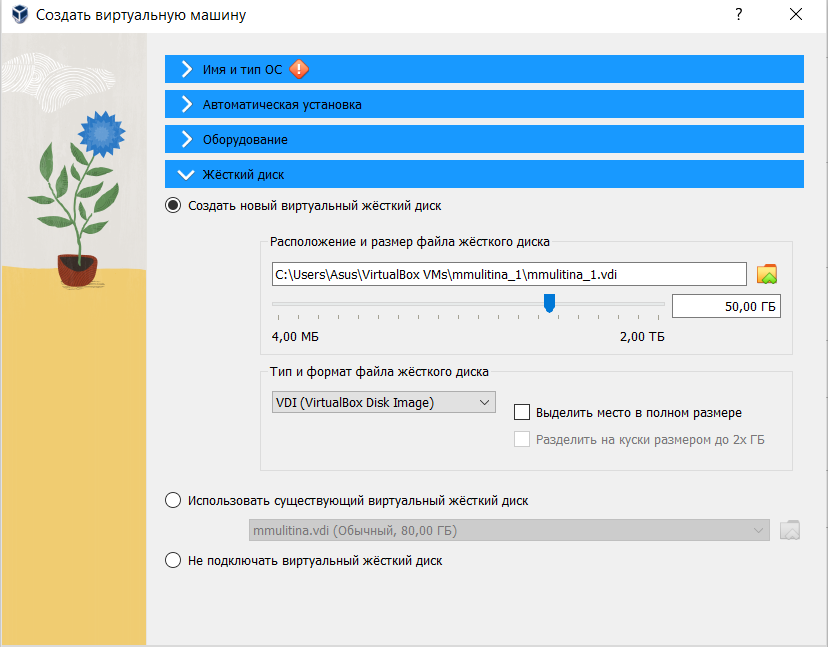 Создать виртуальную машину ?
Имя и тип ОС
Автоматическая установка
Оборудование
Жёсткий диск
Создать новый виртуальный жёсткий диск
Расположение и размер файла жёсткого диска
C:\Users\Asus\VirtualBox VMs\mmulitina_1\mmulitina_1.vdi
50,00 ГБ
4,00 МБ 2,00 ТБ
Тип и формат файла жёсткого диска
VDI (VirtualBox Disk Image)
Выделить место в полном размере
Разделить на куски размером до 2х ГБ
Использовать существующий виртуальный жёсткий диск
mmulitina.vdi (Обычный, 80,00 ГБ)
Не подключать виртуальный жёсткий диск